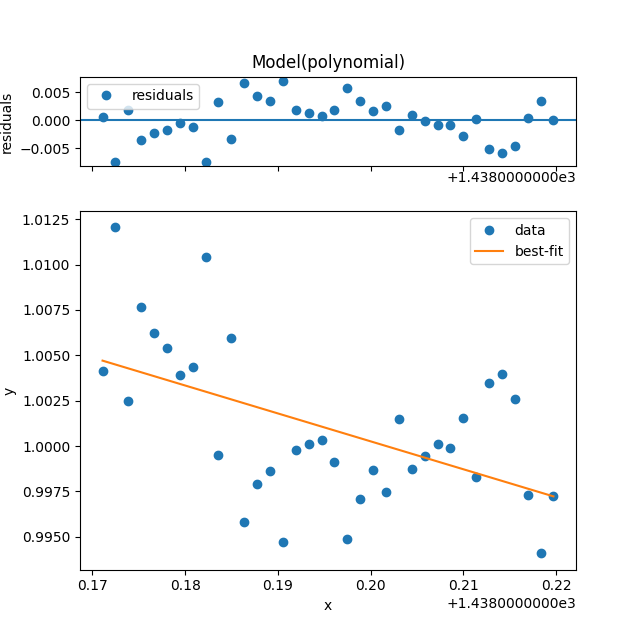 Model(polynomial)
residuals
0.005
0.000
−0.005
residuals
+1.4380000000e3
1.0125
1.0100
1.0075
1.0050
1.0025
1.0000
0.9975
0.9950
y
data
best-fit
0.17 0.18 0.19 0.20 0.21 0.22
x
+1.4380000000e3